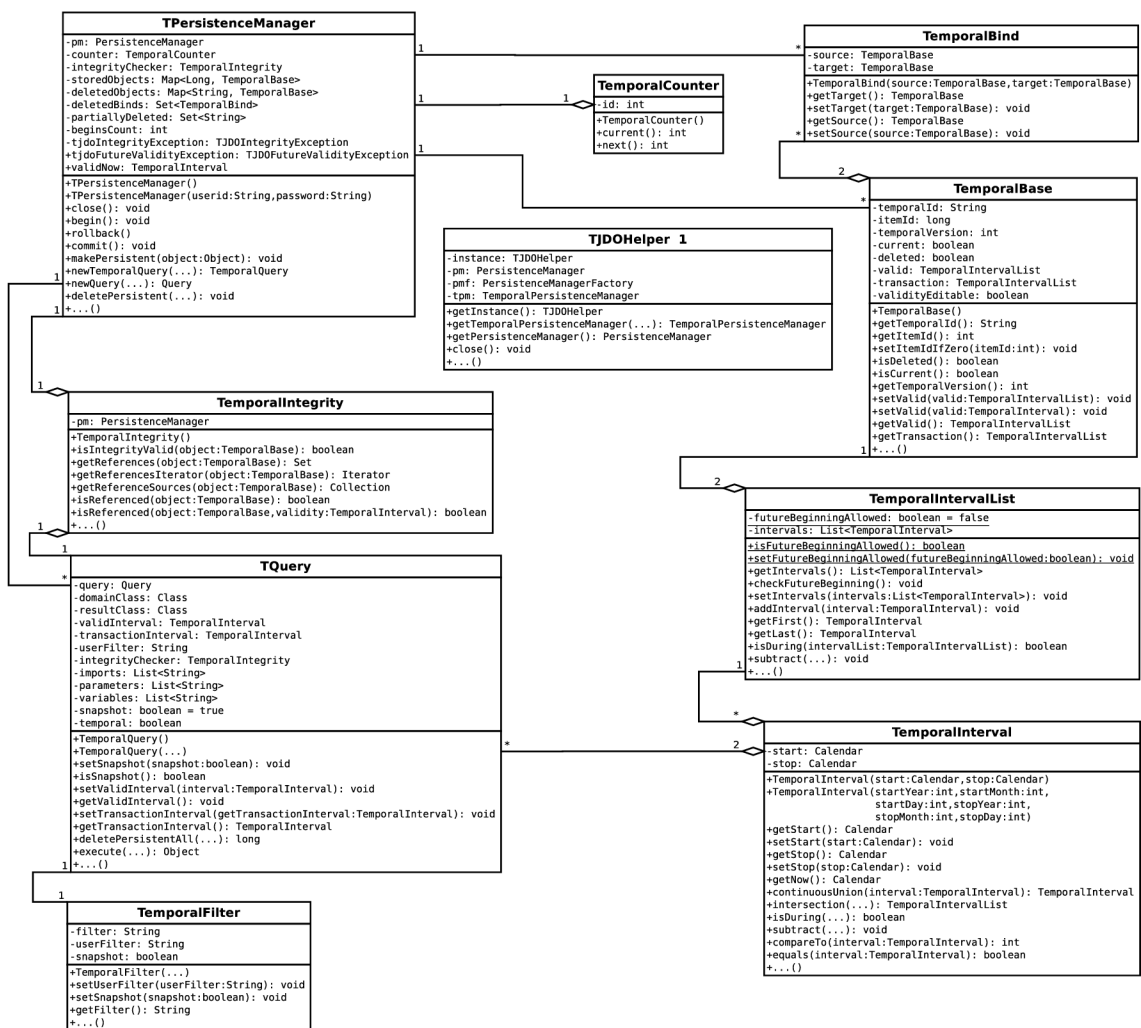 TPersistenceManager
-pm: PersistenceManager
-counter: TemporalCounter
-integrityChecker: TemporalIntegrity
-storedObjects: Map<Long, TemporalBase>
-deletedObjects: Map<String, TemporalBase>
-deletedBinds: Set<TemporalBind>
-partiallyDeleted: Set<String>
-beginsCount: int
-tjdoIntegrityException: TJDOIntegrityException
+tjdoFutureValidityException: TJDOFutureValidityException
+validNow: TemporalInterval
+TPersistenceManager()
+TPersistenceManager(userid:String,password:String)
+close(): void
+begin(): void
+rollback()
+commit(): void
+makePersistent(object:Object): void
+newTemporalQuery(...): TemporalQuery
+newQuery(...): Query
+deletePersistent(...): void
+...()
1
1
1
1
1
*
1
*
TemporalCounter
-id: int
+TemporalCounter()
+current(): int
+next(): int
TemporalBind
-source: TemporalBase
-target: TemporalBase
+TemporalBind(source:TemporalBase,target:TemporalBase)
+getTarget(): TemporalBase
+setTarget(target:TemporalBase): void
+getSource(): TemporalBase
+setSource(source:TemporalBase): void
*
2
TemporalBase
-temporalId: String
-itemId: long
-temporalVersion: int
-current: boolean
-deleted: boolean
-valid: TemporalIntervalList
-transaction: TemporalIntervalList
-validityEditable: boolean
+TemporalBase()
+getTemporalId(): String
+getItemId(): int
+setItemIdIfZero(itemId:int): void
+isDeleted(): boolean
+isCurrent(): boolean
+getTemporalVersion(): int
+setValid(valid:TemporalIntervalList): void
+setValid(valid:TemporalInterval): void
+getValid(): TemporalIntervalList
+getTransaction(): TemporalIntervalList
+...()
1
2
TJDOHelper 1
-instance: TJDOHelper
-pm: PersistenceManager
-pmf: PersistenceManagerFactory
-tpm: TemporalPersistenceManager
+getInstance(): TJDOHelper
+getTemporalPersistenceManager(...): TemporalPersistenceManager
+getPersistenceManager(): PersistenceManager
+close(): void
+...()
1
TemporalIntegrity
-pm: PersistenceManager
+TemporalIntegrity()
+isIntegrityValid(object:TemporalBase): boolean
+getReferences(object:TemporalBase): Set
+getReferencesIterator(object:TemporalBase): Iterator
+getReferenceSources(object:TemporalBase): Collection
+isReferenced(object:TemporalBase): boolean
+isReferenced(object:TemporalBase,validity:TemporalInterval): boolean
+...()
1
1
*
TemporalIntervalList
-futureBeginningAllowed: boolean = false
-intervals: List<TemporalInterval>
+isFutureBeginningAllowed(): boolean
+setFutureBeginningAllowed(futureBeginningAllowed:boolean): void
+getIntervals(): List<TemporalInterval>
+checkFutureBeginning(): void
+setIntervals(intervals:List<TemporalInterval>): void
+addInterval(interval:TemporalInterval): void
+getFirst(): TemporalInterval
+getLast(): TemporalInterval
+isDuring(intervalList:TemporalIntervalList): boolean
+subtract(...): void
+...()
1
*
TQuery
-query: Query
-domainClass: Class
-resultClass: Class
-validInterval: TemporalInterval
-transactionInterval: TemporalInterval
-userFilter: String
-integrityChecker: TemporalIntegrity
-imports: List<String>
-parameters: List<String>
-variables: List<String>
-snapshot: boolean = true
-temporal: boolean
+TemporalQuery()
+TemporalQuery(...)
+setSnapshot(snapshot:boolean): void
+isSnapshot(): boolean
+setValidInterval(interval:TemporalInterval): void
+getValidInterval(): void
+setTransactionInterval(getTransactionInterval:TemporalInterval): void
+getTransactionInterval(): TemporalInterval
+deletePersistentAll(...): long
+execute(...): Object
+...()
*
2
1
1
TemporalInterval
-start: Calendar
-stop: Calendar
+TemporalInterval(start:Calendar,stop:Calendar)
+TemporalInterval(startYear:int,startMonth:int,
startDay:int,stopYear:int,
stopMonth:int,stopDay:int)
+getStart(): Calendar
+setStart(start:Calendar): void
+getStop(): Calendar
+setStop(stop:Calendar): void
+getNow(): Calendar
+continuousUnion(interval:TemporalInterval): TemporalInterval
+intersection(...): TemporalIntervalList
+isDuring(...): boolean
+subtract(...): void
+compareTo(interval:TemporalInterval): int
+equals(interval:TemporalInterval): boolean
+...()
TemporalFilter
-filter: String
-userFilter: String
-snapshot: boolean
+TemporalFilter(...)
+setUserFilter(userFilter:String): void
+setSnapshot(snapshot:boolean): void
+getFilter(): String
+...()